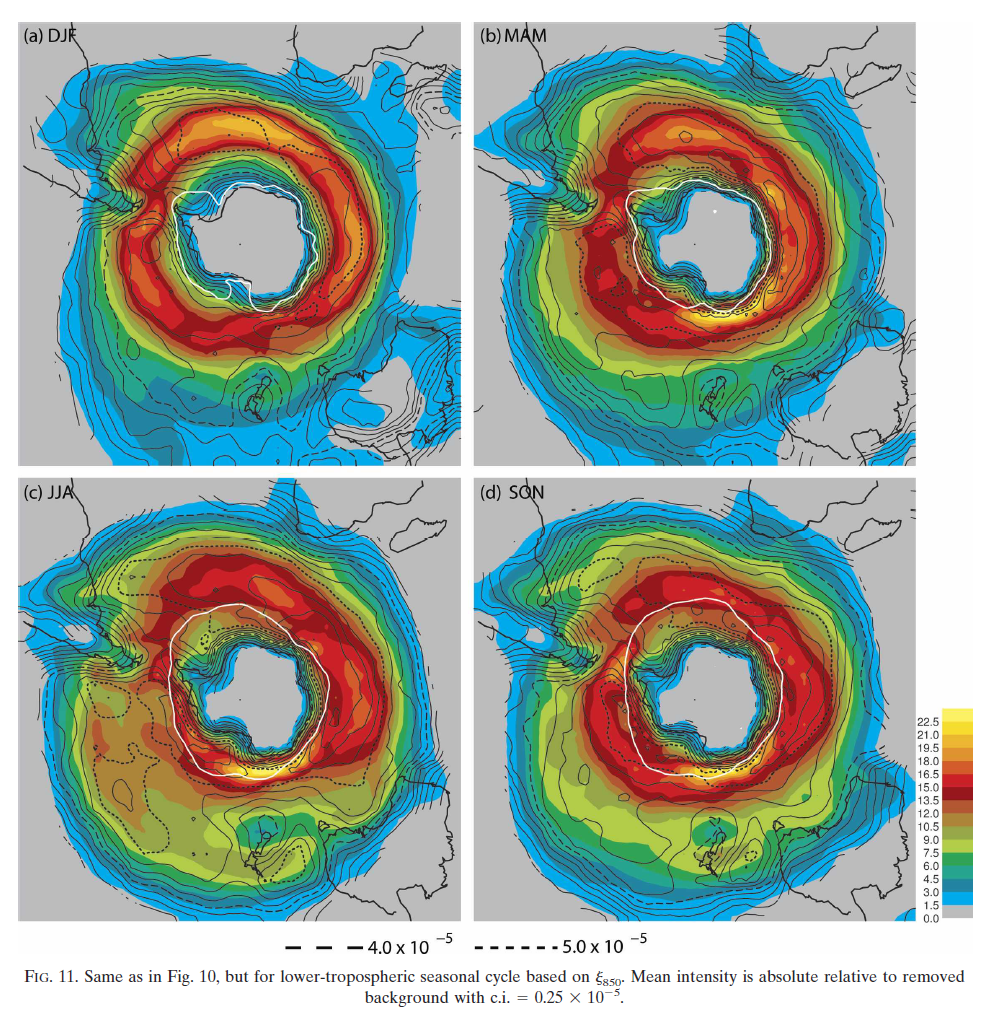 (a) DJF
(b) MAM
(c) JJA
(d) SON
22.5
21.0
19.5
18.0
16.5
15.0
13.5
12.0
10.5
9.0
7.5
6.0
4.5
3.0
1.5
0.0
4.0 x 10 −5
5.0 x 10 −5
FIG. 11. Same as in Fig. 10, but for lower-tropospheric seasonal cycle based on ξ850. Mean intensity is absolute relative to removed
background with c.i. = 0.25 × 10−5.